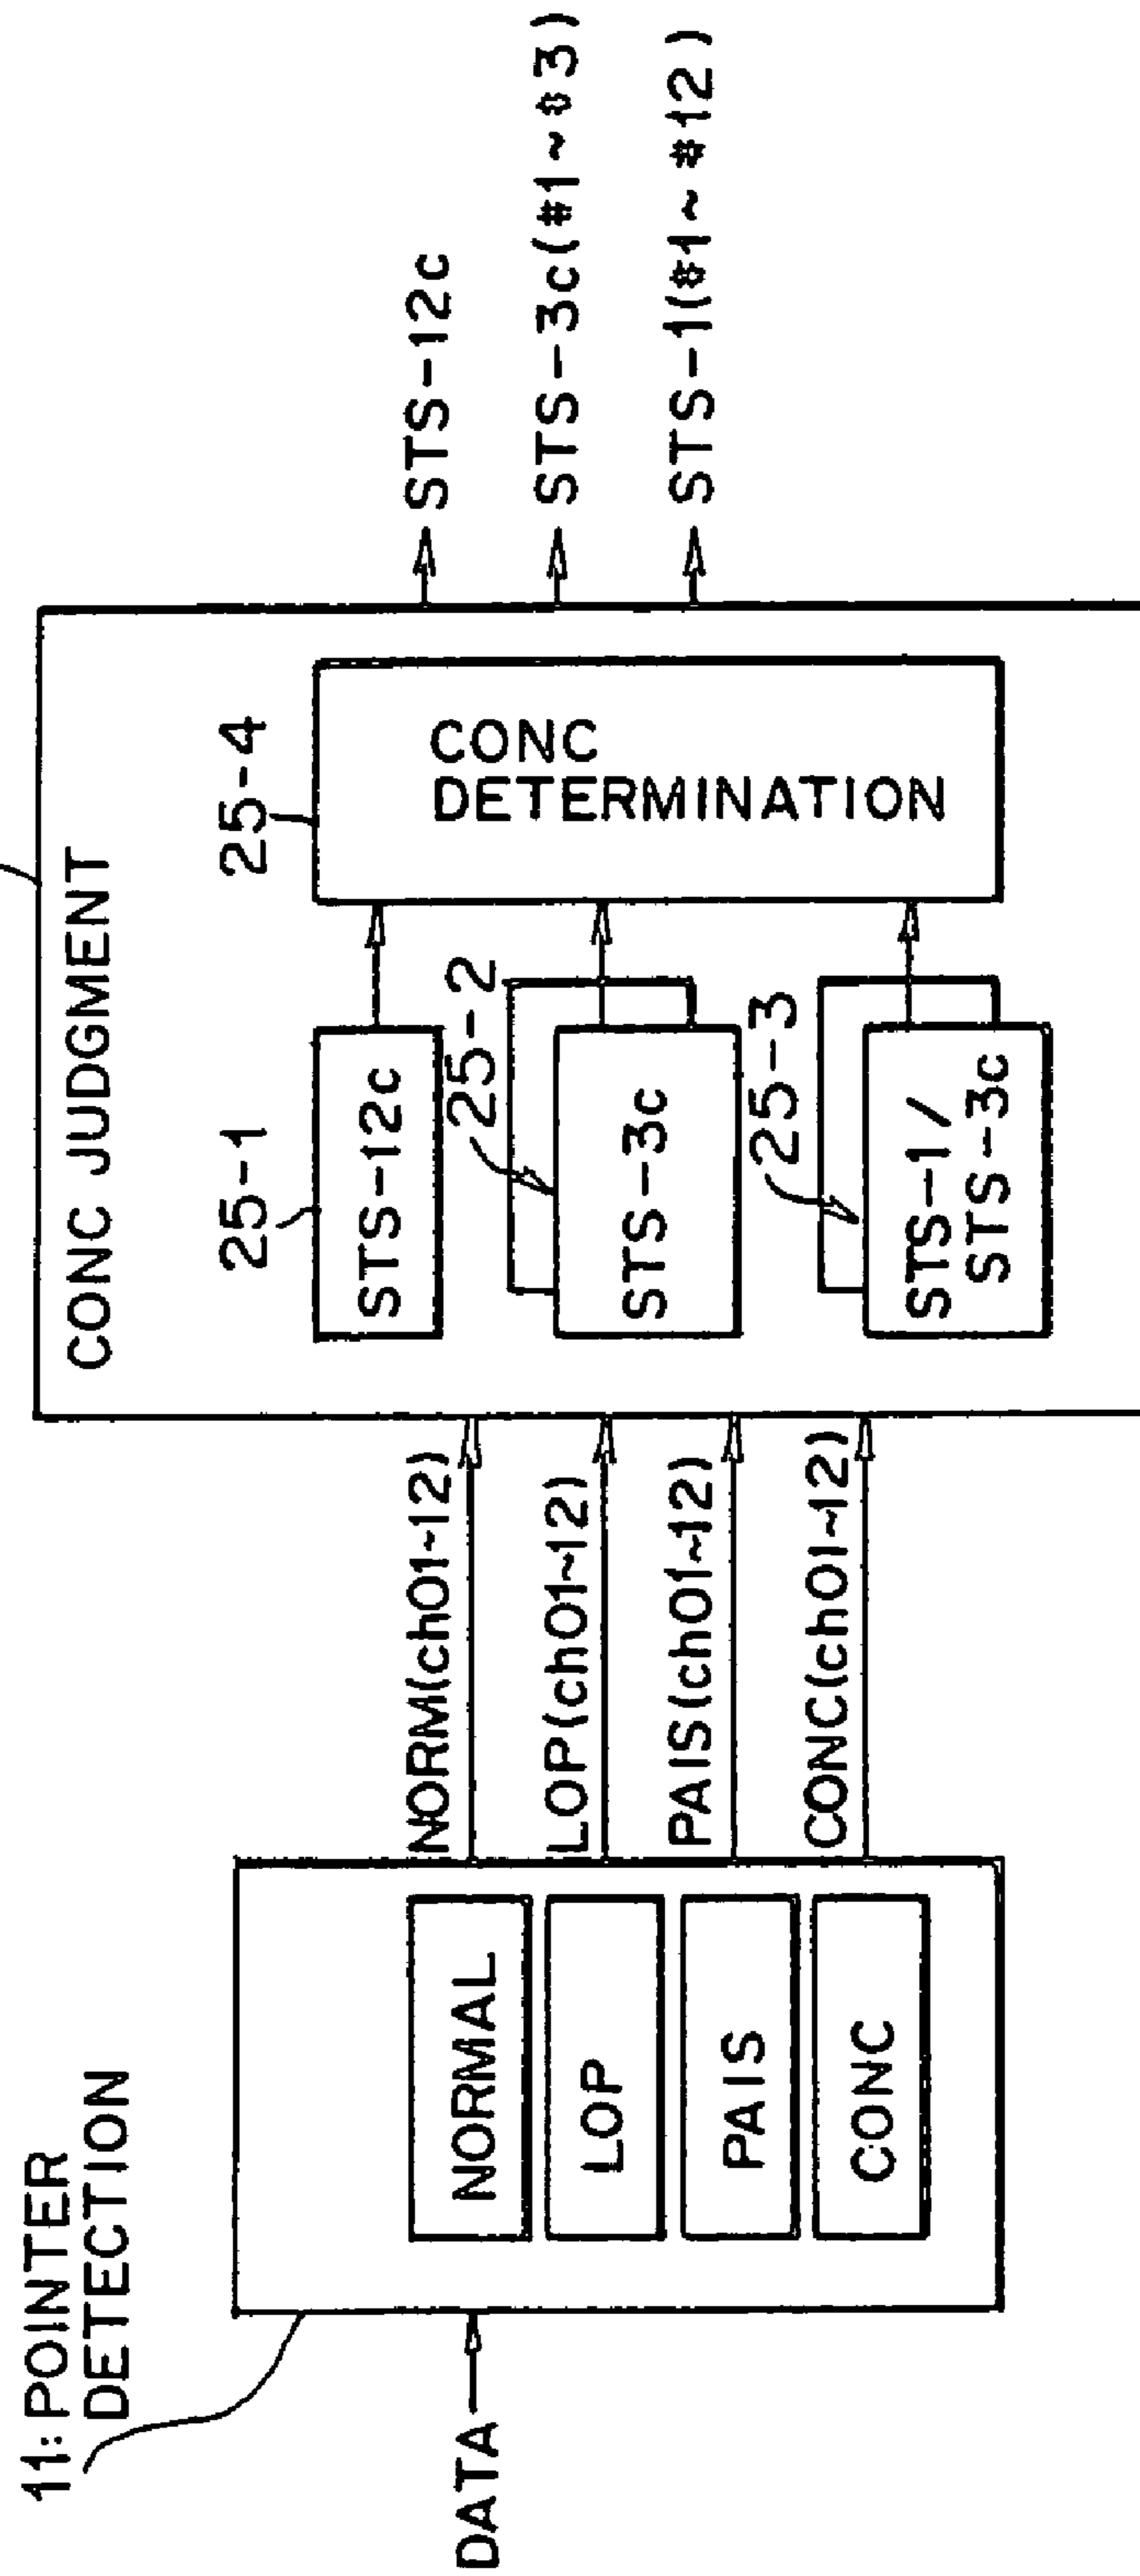 11: POINTER
DETECTION
DATA
NORMAL
LOP
PAIS
CONC
NORM(ch01~12)
LOP(ch01~12)
PAIS(ch01~12)
CONC(ch01~12)
CONC JUDGMENT
25-1
STS-12c
25-2
STS-3c
25-3
STS-1/
STS-3c
25-4
CONC
DETERMINATION
STS-12c
STS-3c(#1~#3)
STS-1(#1~#12)